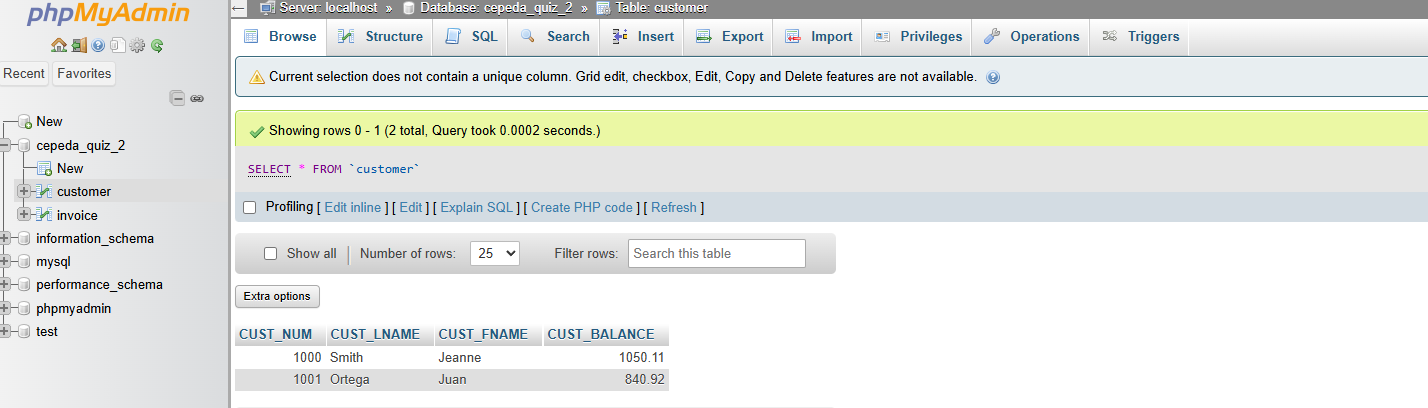 phpMyAdmin
Recent Favorites
New
cepeda_quiz_2
New
customer
invoice
information_schema
mysql
performance_schema
phpmyadmin
test
Server: localhost » Database: cepeda_quiz_2 » Table: customer
Browse Structure SQL Search Insert Export Import Privileges Operations Triggers
Current selection does not contain a unique column. Grid edit, checkbox, Edit, Copy and Delete features are not available.
Showing rows 0 - 1 (2 total, Query took 0.0002 seconds.)
SELECT * FROM `customer`
Profiling [ Edit inline ] [ Edit ] [ Explain SQL ] [ Create PHP code ] [ Refresh ]
Show all Number of rows: 25 Filter rows: Search this table
Extra options
CUST_NUM CUST_LNAME CUST_FNAME CUST_BALANCE
1000 Smith Jeanne 1050.11
1001 Ortega Juan 840.92